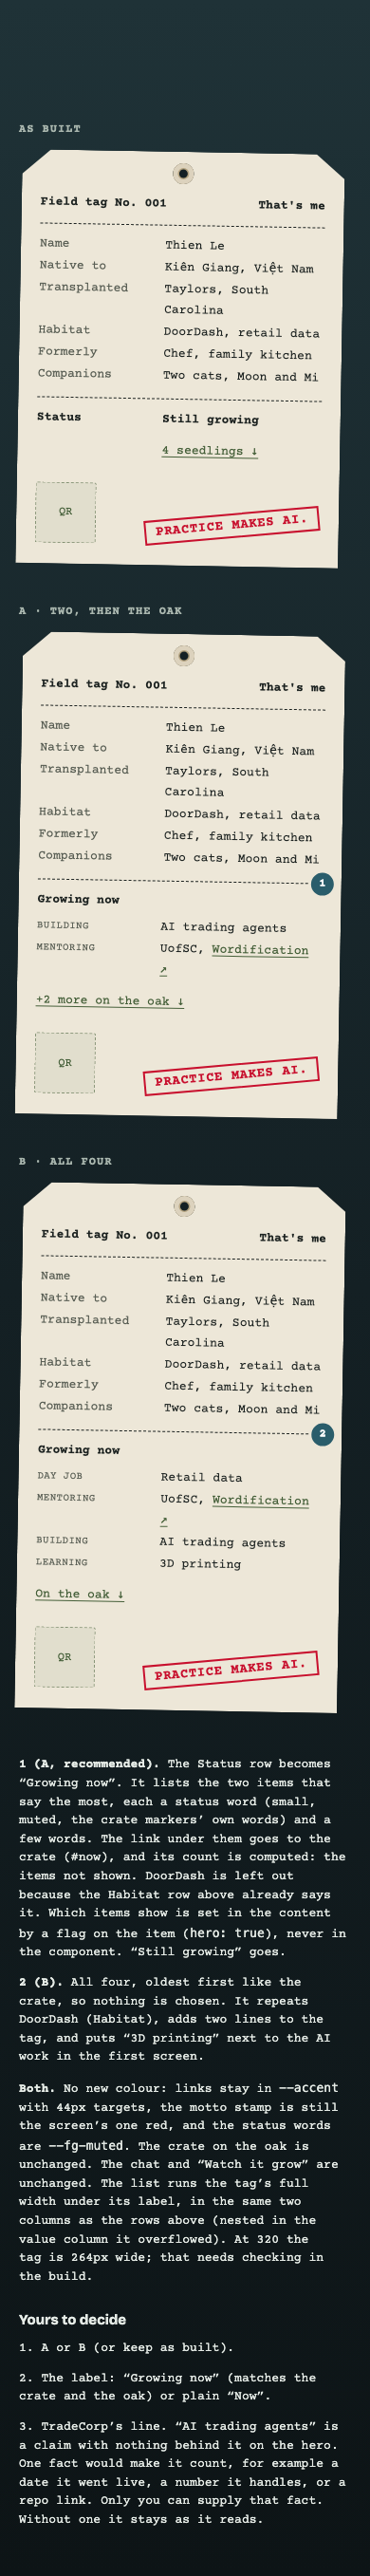 AS BUILT
Field tag No. 001 That's me
Name Thien Le
Native to Kiên Giang, Việt Nam
Transplanted Taylors, South
Carolina
Habitat DoorDash, retail data
Formerly Chef, family kitchen
Companions Two cats, Moon and Mi
Status Still growing
4 seedlings ↓
QR PRACTICE MAKES AI.
A · TWO, THEN THE OAK
Field tag No. 001 That's me
Name Thien Le
Native to Kiên Giang, Việt Nam
Transplanted Taylors, South
Carolina
Habitat DoorDash, retail data
Formerly Chef, family kitchen
Companions Two cats, Moon and Mi
1
Growing now
BUILDING AI trading agents
MENTORING UofSC, Wordification
↗
+2 more on the oak ↓
QR PRACTICE MAKES AI.
B · ALL FOUR
Field tag No. 001 That's me
Name Thien Le
Native to Kiên Giang, Việt Nam
Transplanted Taylors, South
Carolina
Habitat DoorDash, retail data
Formerly Chef, family kitchen
Companions Two cats, Moon and Mi
2
Growing now
DAY JOB Retail data
MENTORING UofSC, Wordification
↗
BUILDING AI trading agents
LEARNING 3D printing
On the oak ↓
QR PRACTICE MAKES AI.
1 (A, recommended). The Status row becomes
“Growing now”. It lists the two items that
say the most, each a status word (small,
muted, the crate markers’ own words) and a
few words. The link under them goes to the
crate (#now), and its count is computed: the
items not shown. DoorDash is left out
because the Habitat row above already says
it. Which items show is set in the content
by a flag on the item (hero: true), never in
the component. “Still growing” goes.
2 (B). All four, oldest first like the
crate, so nothing is chosen. It repeats
DoorDash (Habitat), adds two lines to the
tag, and puts “3D printing” next to the AI
work in the first screen.
Both. No new colour: links stay in --accent
with 44px targets, the motto stamp is still
the screen’s one red, and the status words
are --fg-muted. The crate on the oak is
unchanged. The chat and “Watch it grow” are
unchanged. The list runs the tag’s full
width under its label, in the same two
columns as the rows above (nested in the
value column it overflowed). At 320 the
tag is 264px wide; that needs checking in
the build.
Yours to decide
1. A or B (or keep as built).
2. The label: “Growing now” (matches the
crate and the oak) or plain “Now”.
3. TradeCorp’s line. “AI trading agents” is
a claim with nothing behind it on the hero.
One fact would make it count, for example a
date it went live, a number it handles, or a
repo link. Only you can supply that fact.
Without one it stays as it reads.